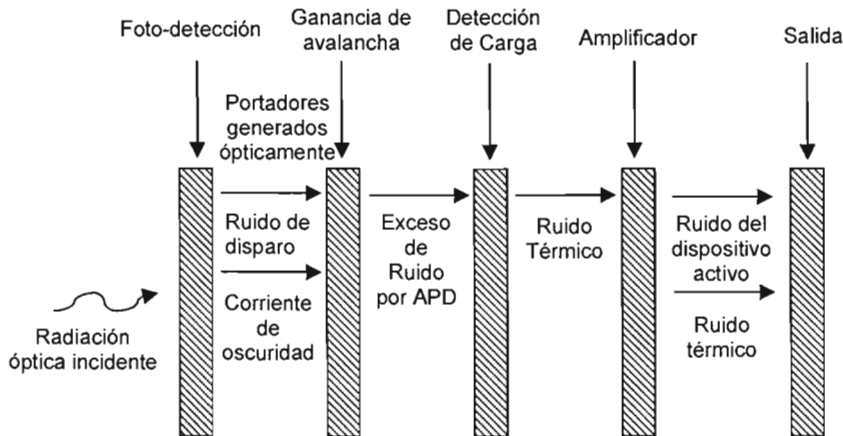 Foto-detección
Ganancia de
avalancha
Detección
de Carga
Amplificador
Salida
Portadores
generados
ópticamente
Ruido de
disparo
Corriente
de
oscuridad
Exceso
de
Ruido
por APD
Ruido
Térmico
Ruido del
dispositivo
activo
Ruido
térmico
Radiación
óptica incidente